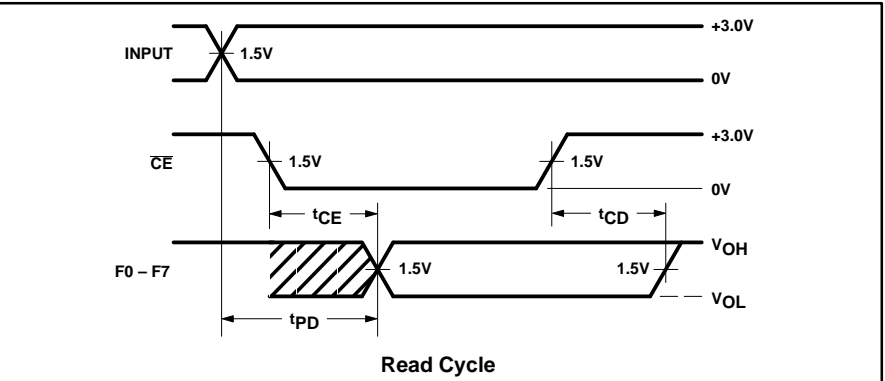 +3.0V
INPUT
1.5V
0V
+3.0V
CE
1.5V
1.5V
0V
tCE
tCD
VOH
F0 – F7
1.5V
1.5V
VOL
tPD
Read Cycle